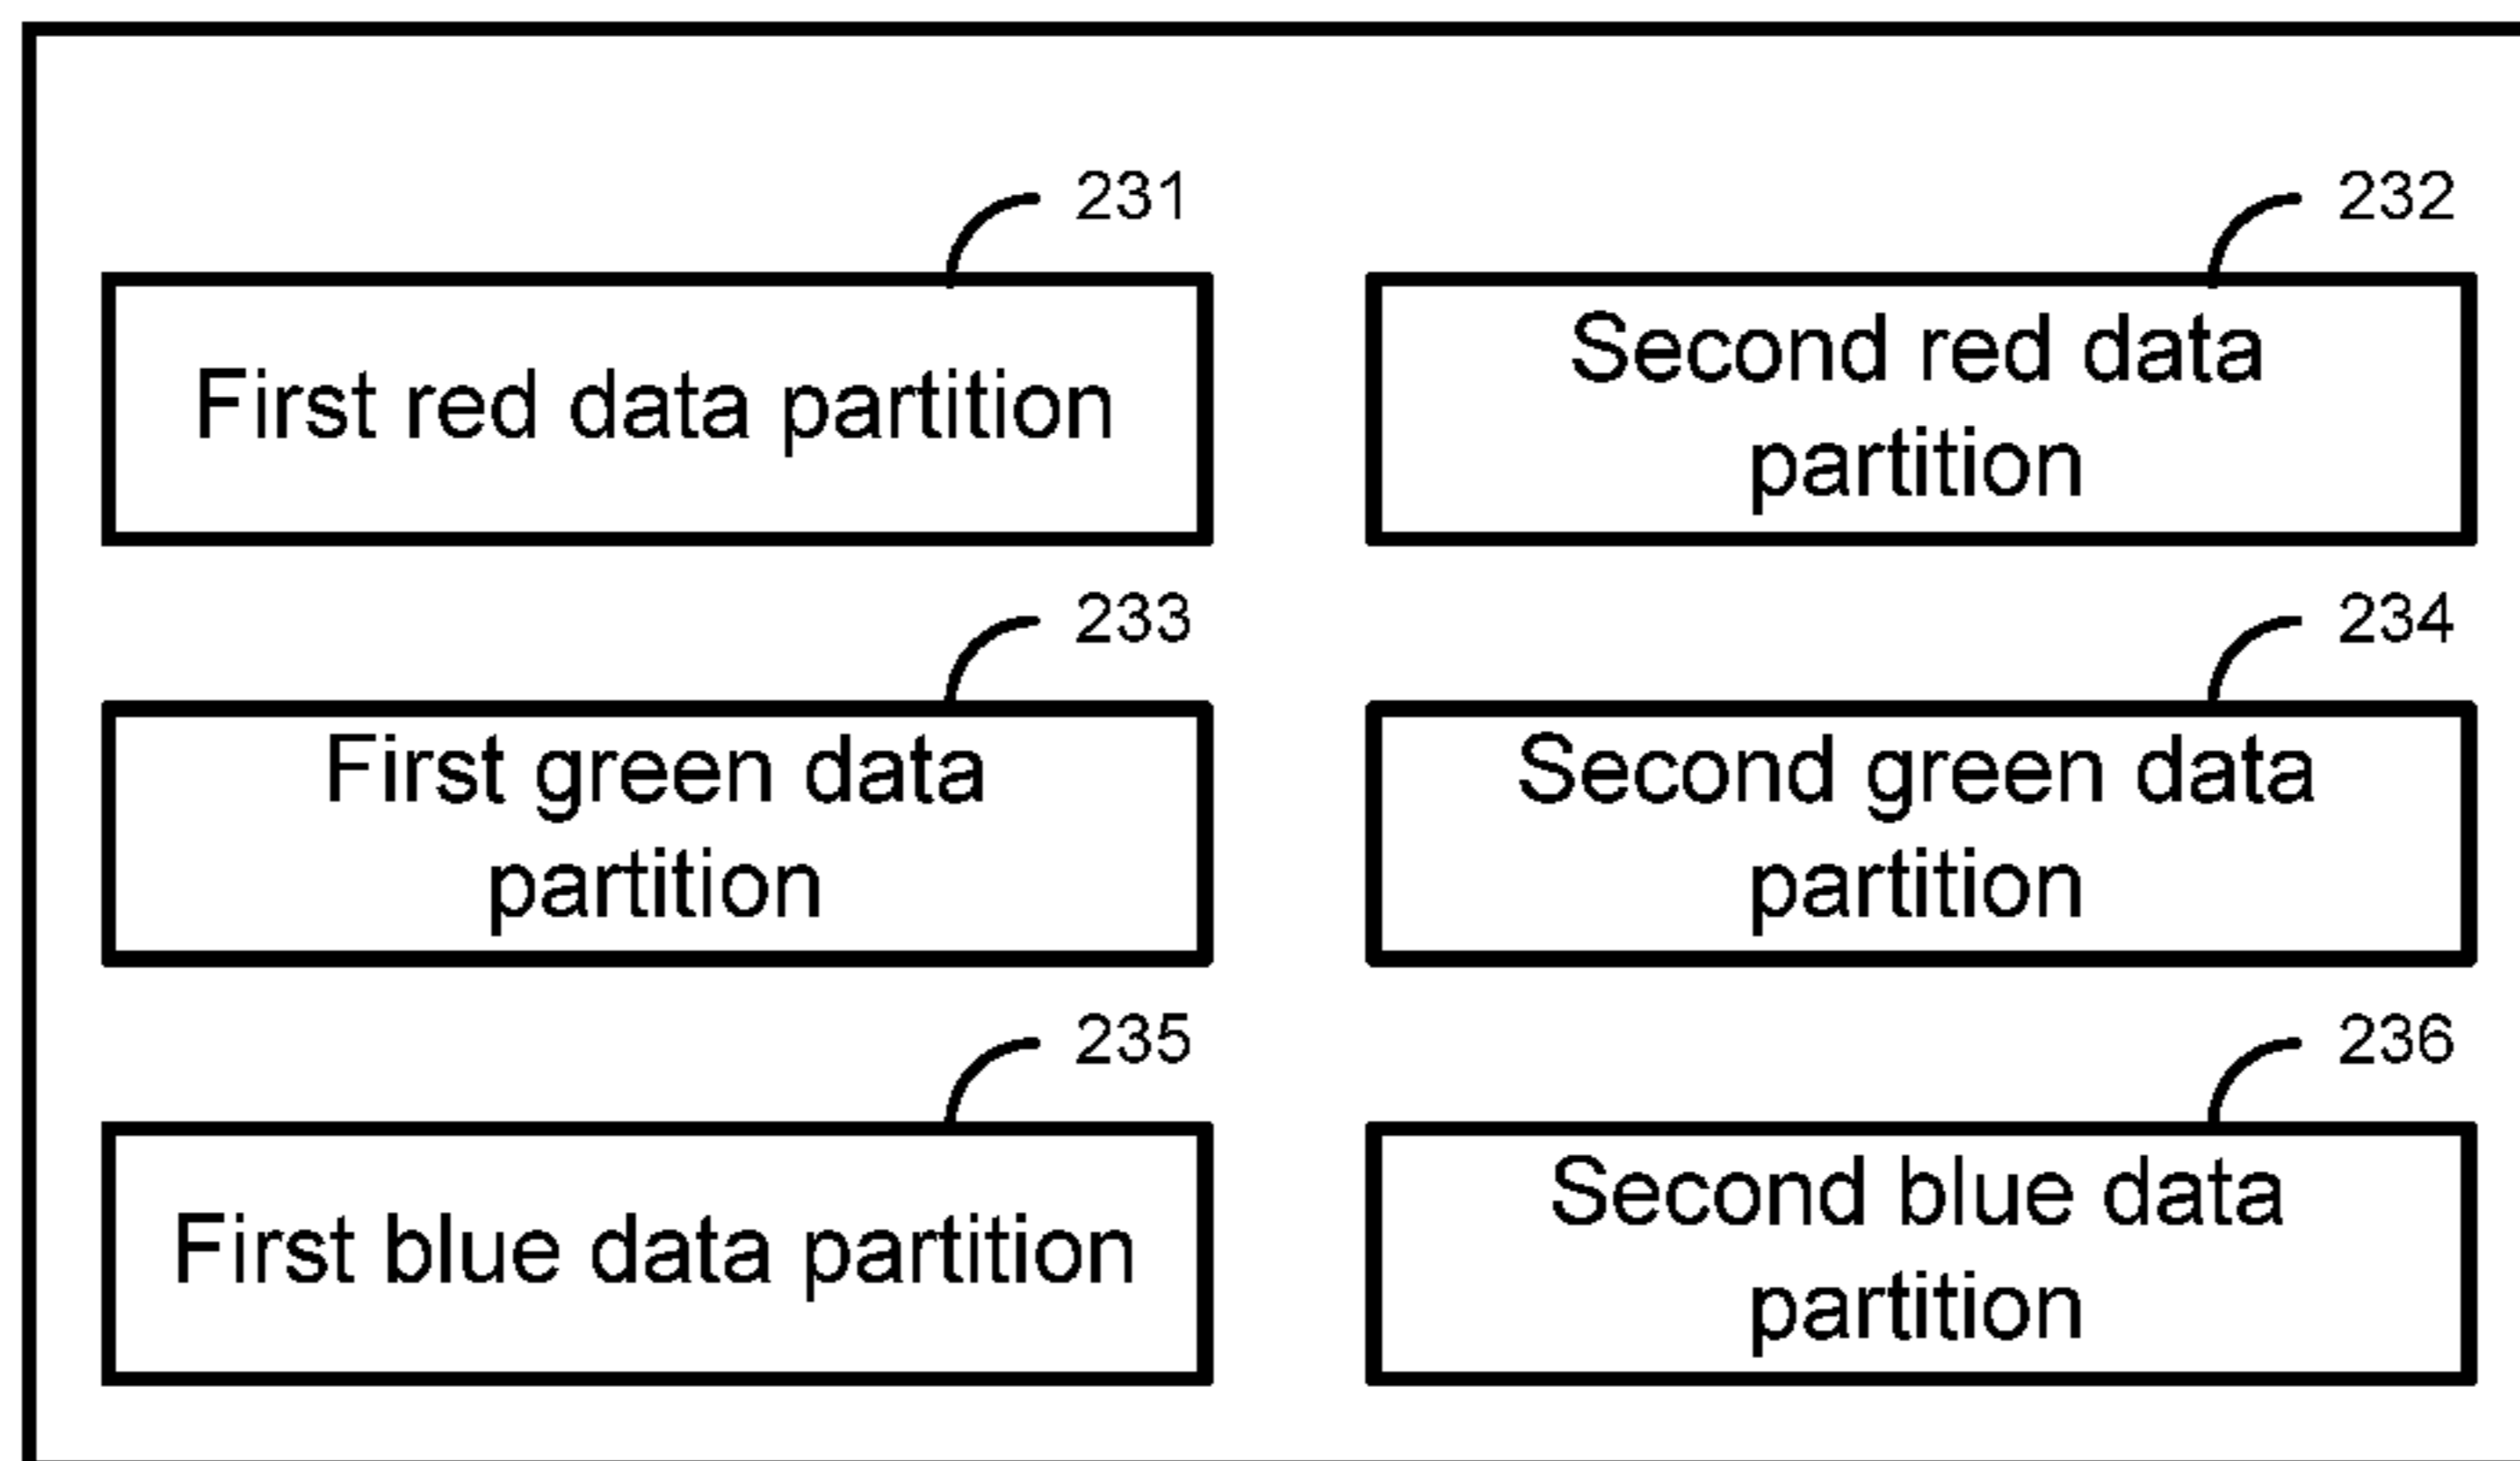 231
First red data partition
232
Second red data
partition
233
First green data
partition
234
Second green data
partition
235
First blue data partition
236
Second blue data
partition